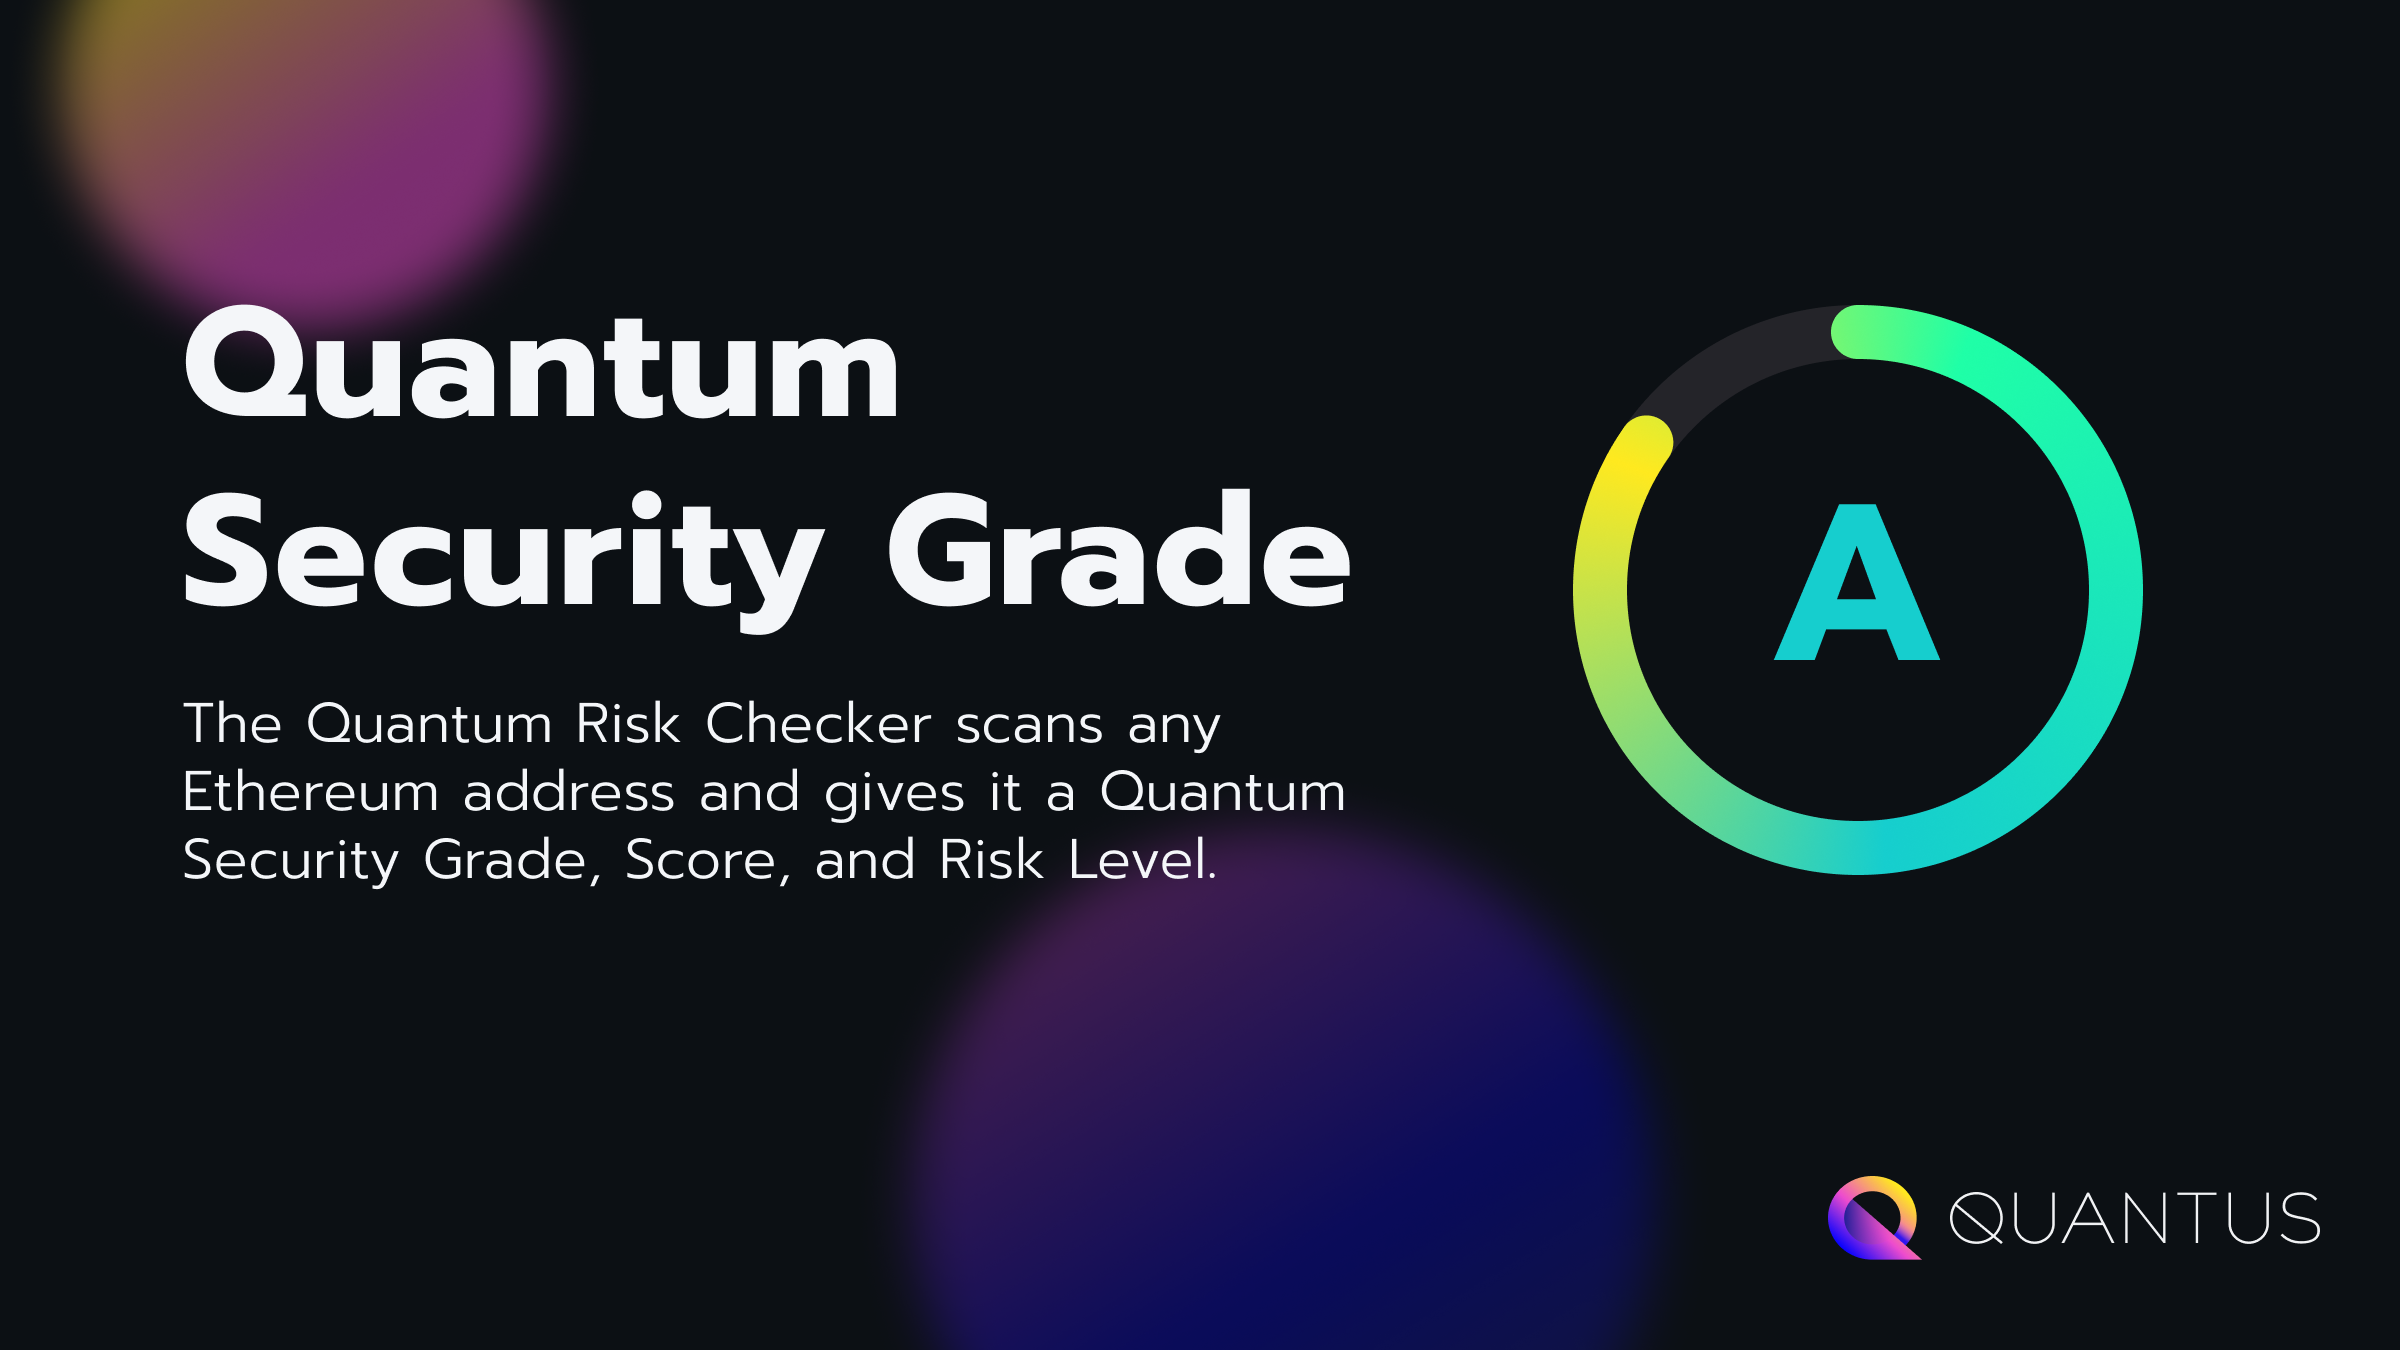 Quantum
Security Grade
The Quantum Risk Checker scans any
Ethereum address and gives it a Quantum
Security Grade, Score, and Risk Level.
A
QUANTUS